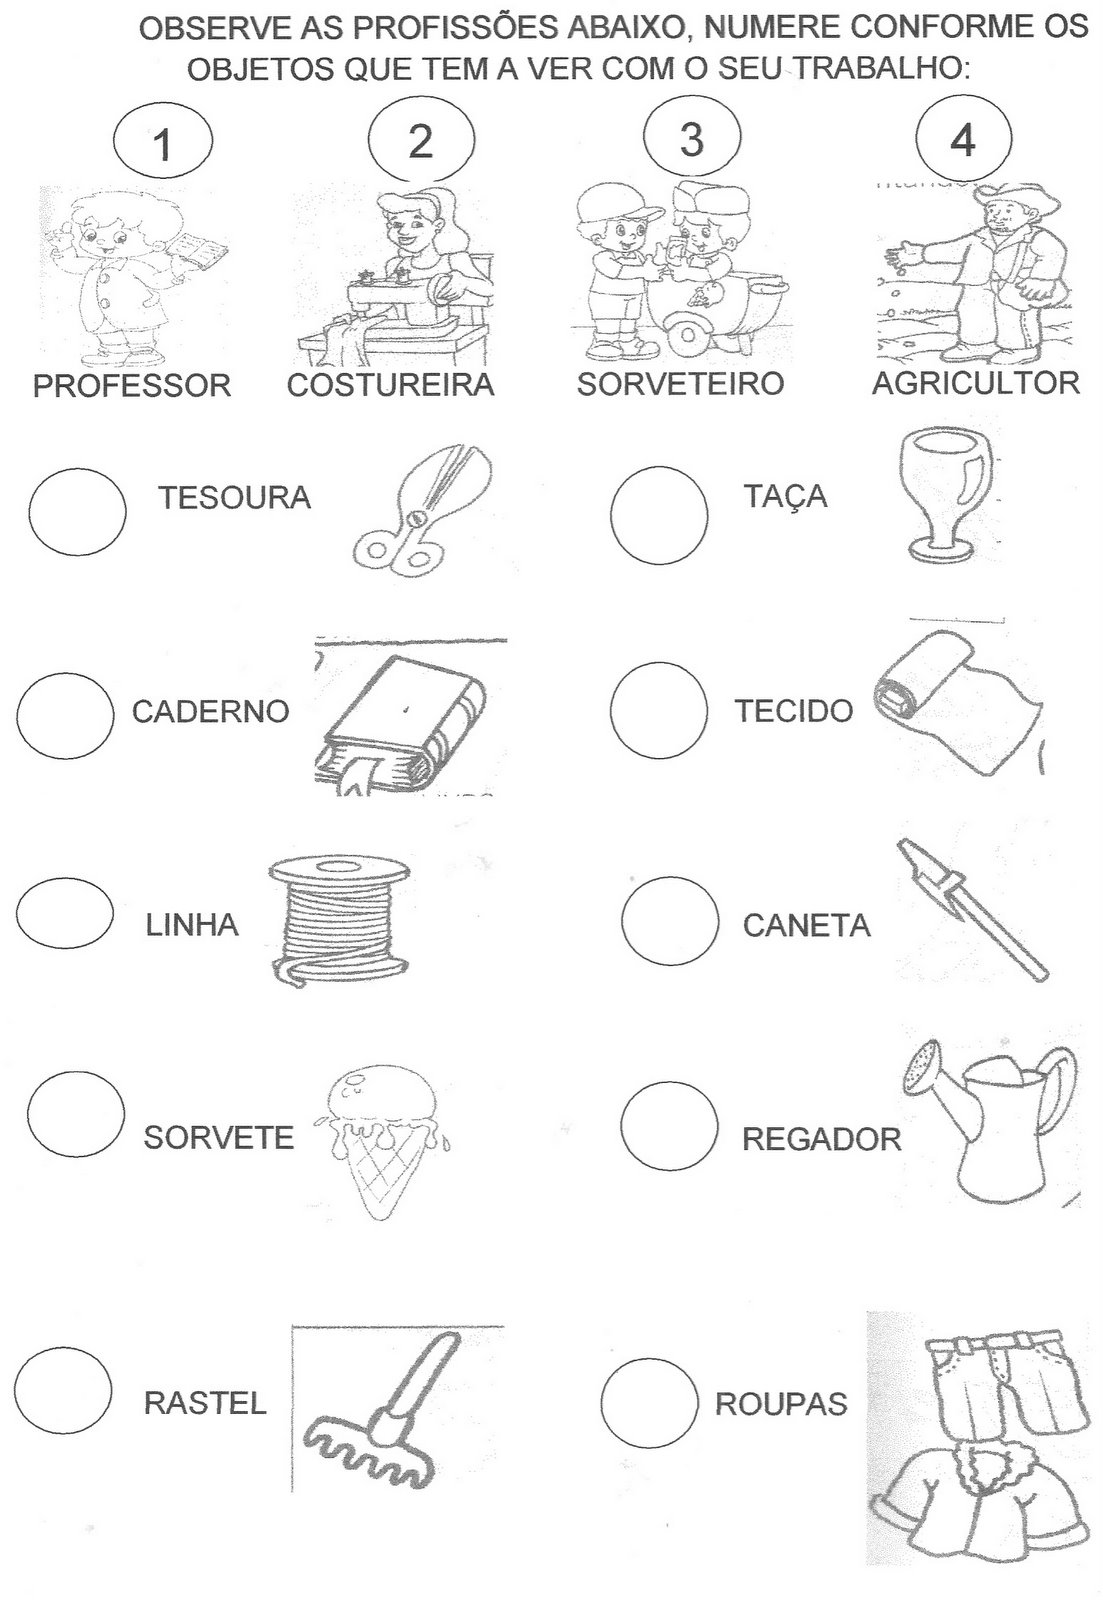 OBSERVE AS PROFISSÕES ABAIXO, NUMERE CONFORME OS
OBJETOS QUE TEM A VER COM O SEU TRABALHO:
1 2 3 4
PROFESSOR COSTUREIRA SORVETEIRO AGRICULTOR
TESOURA TAÇA
CADERNO TECIDO
LINHA CANETA
SORVETE REGADOR
RASTEL ROUPAS